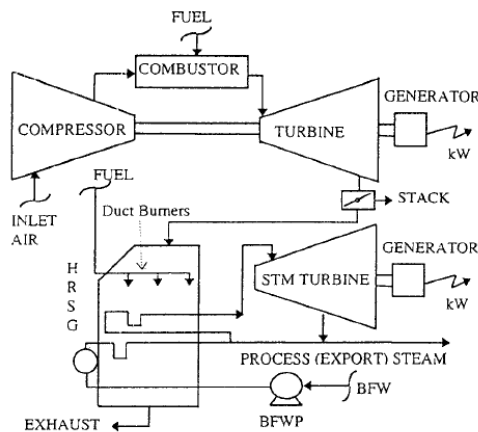 FUEL
COMBUSTOR
COMPRESSOR
TURBINE
GENERATOR
kW
INLET
AIR
FUEL
STACK
Duct Burners
H
R
S
G
STM TURBINE
GENERATOR
kW
PROCESS (EXPORT) STEAM
BFW
BFWP
EXHAUST